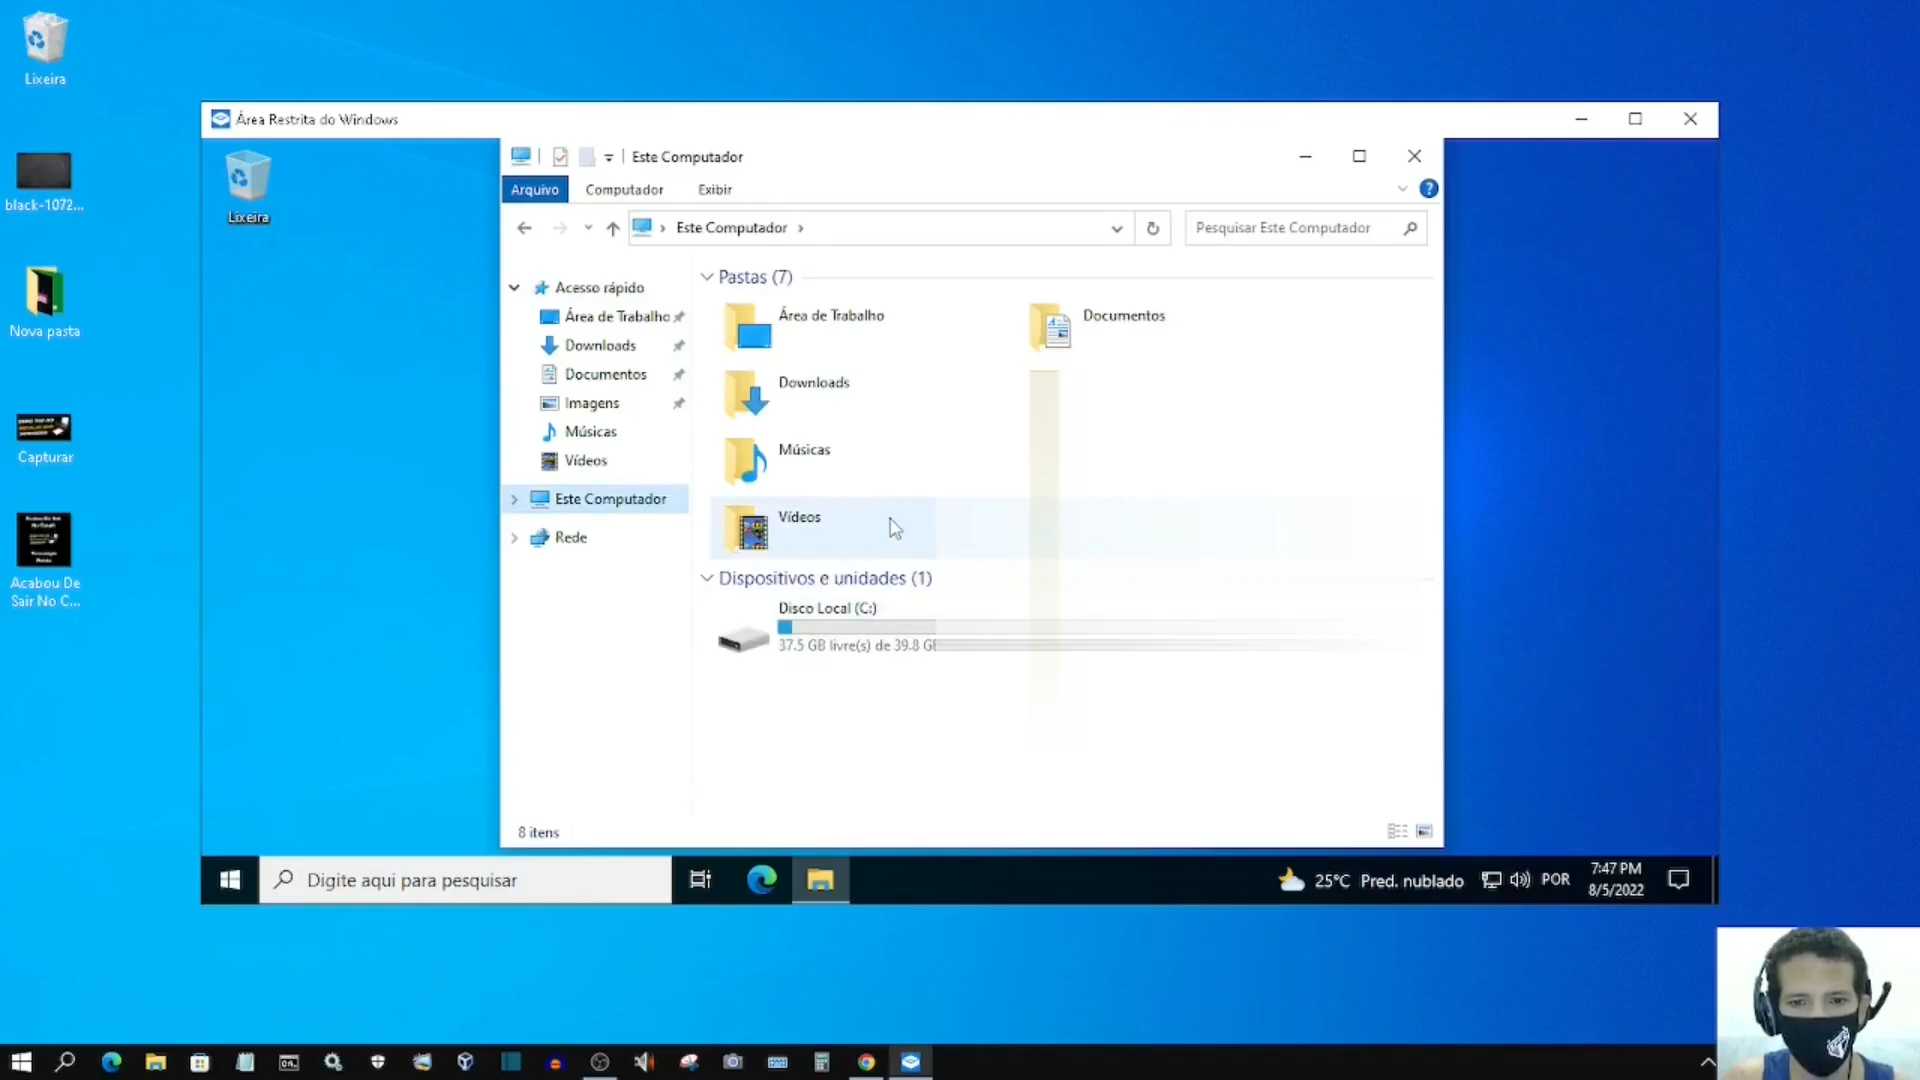 Lixeira
black-1072...
Nova pasta
Capturar
Acabou De
Sair No C...
Área Restrita do Windows
Lixeira
Este Computador
Arquivo
Computador
Exibir
Este Computador
Pesquisar Este Computador
Acesso rápido
Área de Trabalho
Downloads
Documentos
Imagens
Músicas
Vídeos
Este Computador
Rede
Pastas (7)
Área de Trabalho
Documentos
Downloads
Músicas
Vídeos
Dispositivos e unidades (1)
Disco Local (C:)
37.5 GB livre(s) de 39.8 GB
8 itens
Digite aqui para pesquisar
25°C Pred. nublado
POR
7:47 PM
8/5/2022